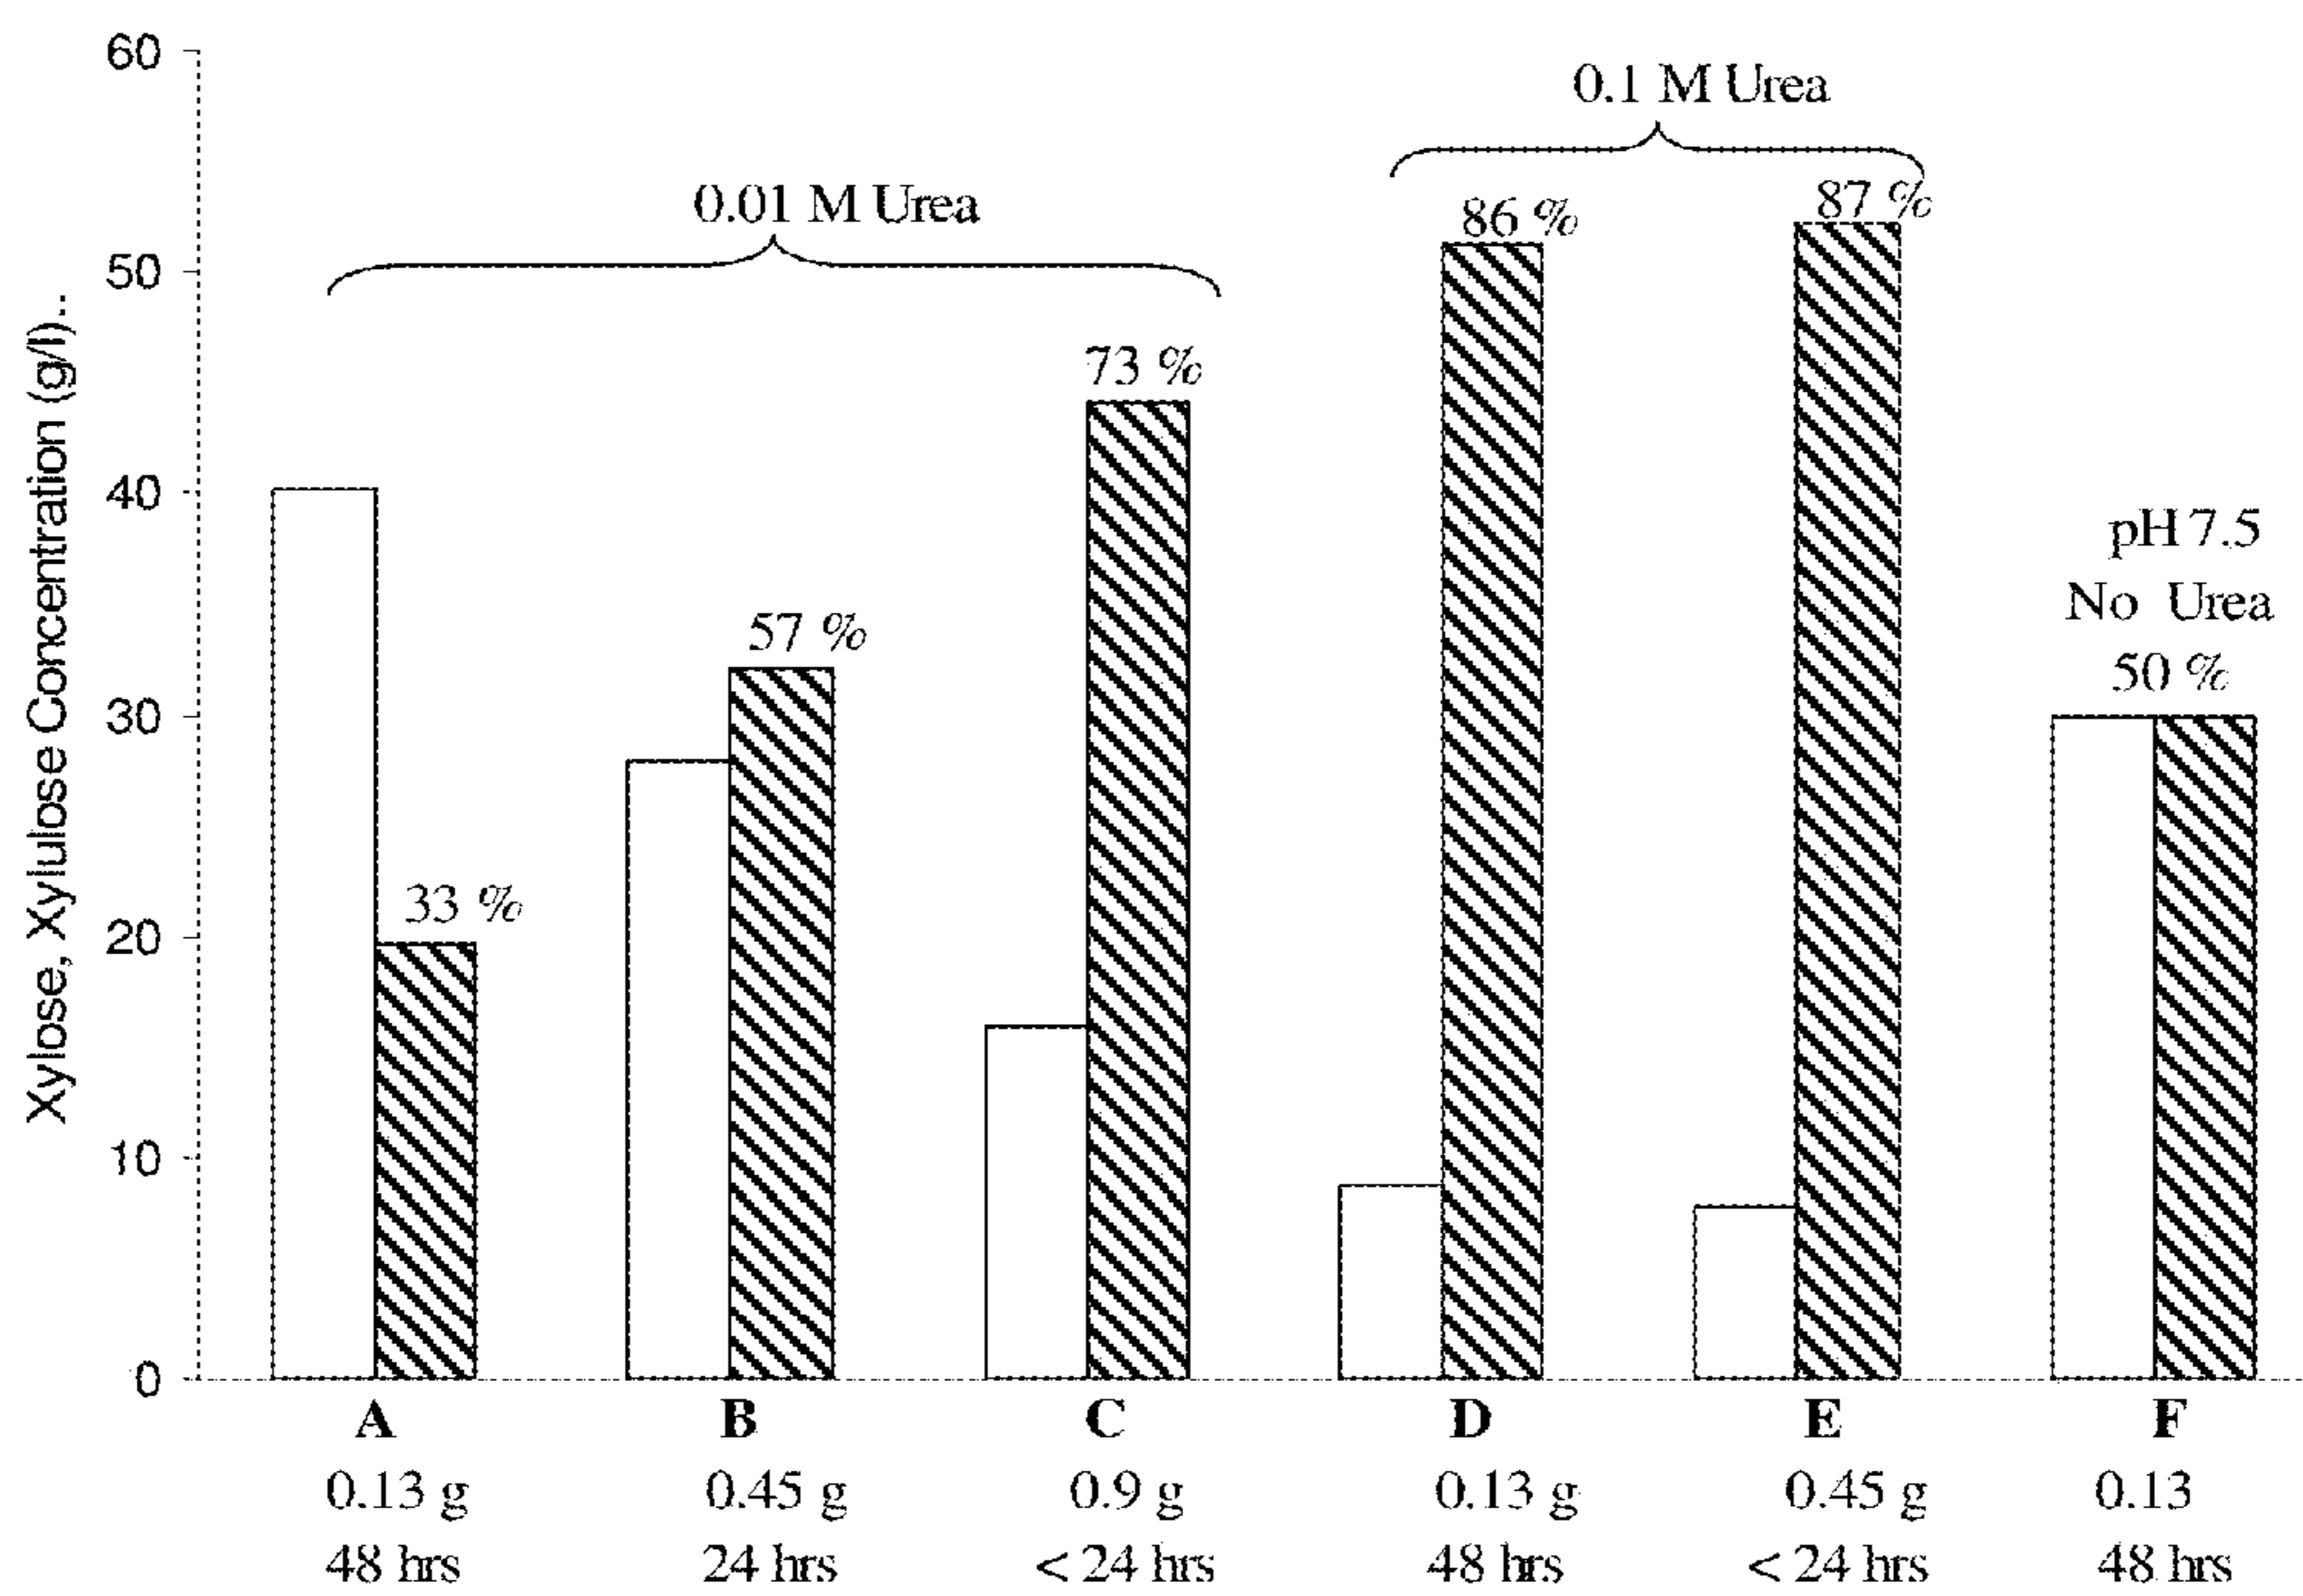 Xylose, Xylulose Concentration (g/l)..
60
50
40
30
20
10
0
0.01 M Urea
0.1 M Urea
33 %
57 %
73 %
86 %
87 %
pH 7.5
No Urea
50 %
A
0.13 g
48 hrs
B
0.45 g
24 hrs
C
0.9 g
< 24 hrs
D
0.13 g
48 hrs
E
0.45 g
< 24 hrs
F
0.13
48 hrs